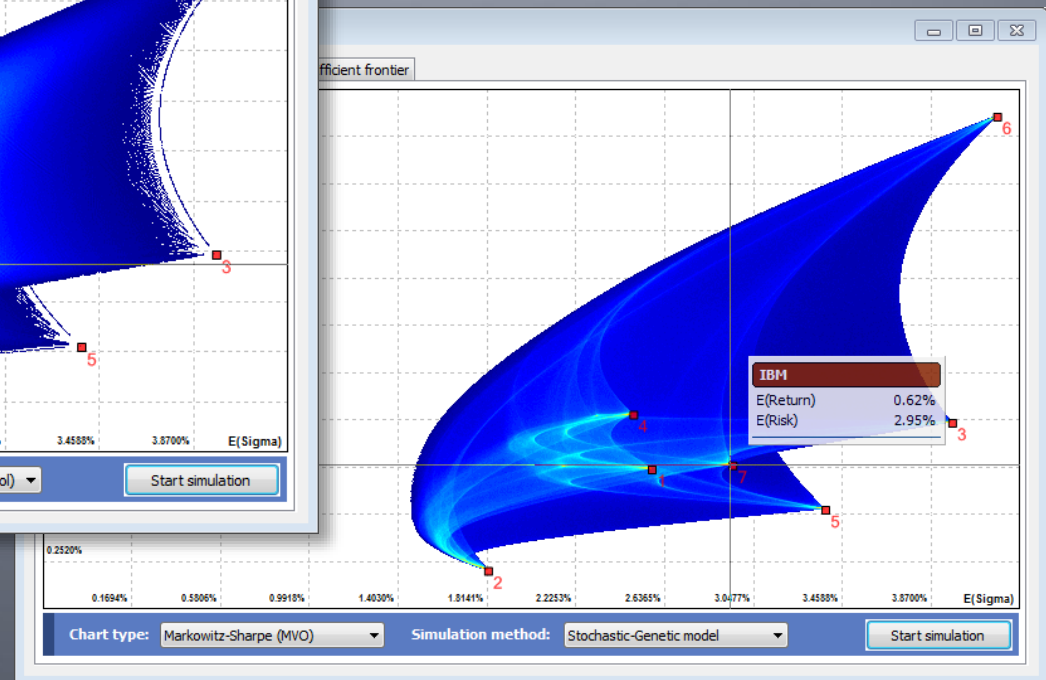 3
5
3.4588%
3.8700%
E(Sigma)
Start simulation
fficient frontier
6
4
IBM
E(Return) 0.62%
E(Risk) 2.95%
3
1
7
5
2
0.2520%
0.1694%
0.5806%
0.9918%
1.4030%
1.8141%
2.2253%
2.6365%
3.0477%
3.4588%
3.8700%
E(Sigma)
Chart type: Markowitz-Sharpe (MVO)
Simulation method: Stochastic-Genetic model
Start simulation